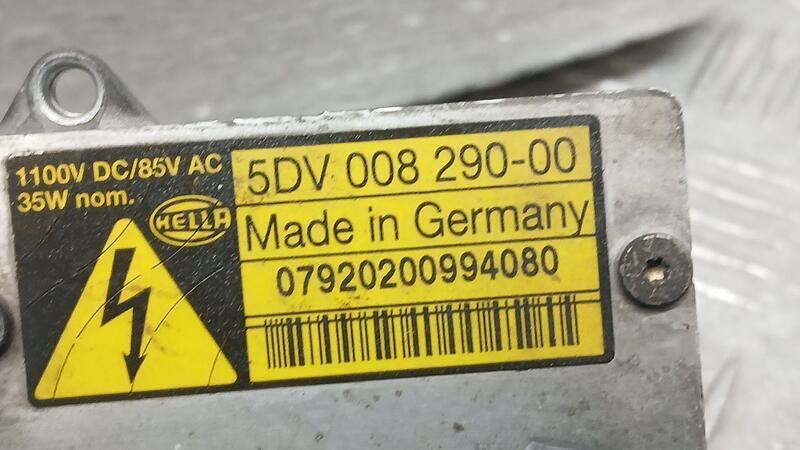 1100V DC/85V AC
35W nom.
HELLA
5DV 008 290-00
Made in Germany
07920200994080